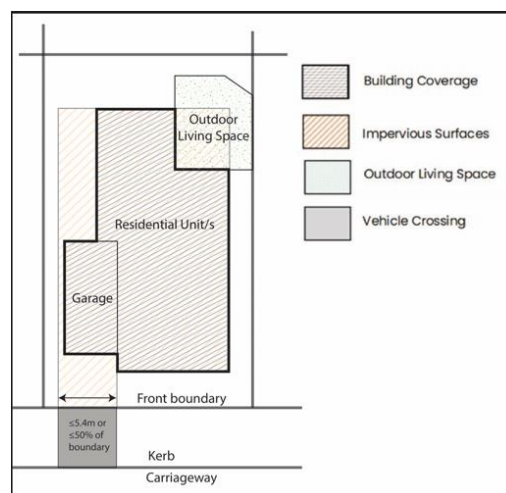 Outdoor
Living Space
Residential Unit/s
Garage
Front boundary
≤5.4m or
≤50% of
boundary
Kerb
Carriageway
Building Coverage
Impervious Surfaces
Outdoor Living Space
Vehicle Crossing